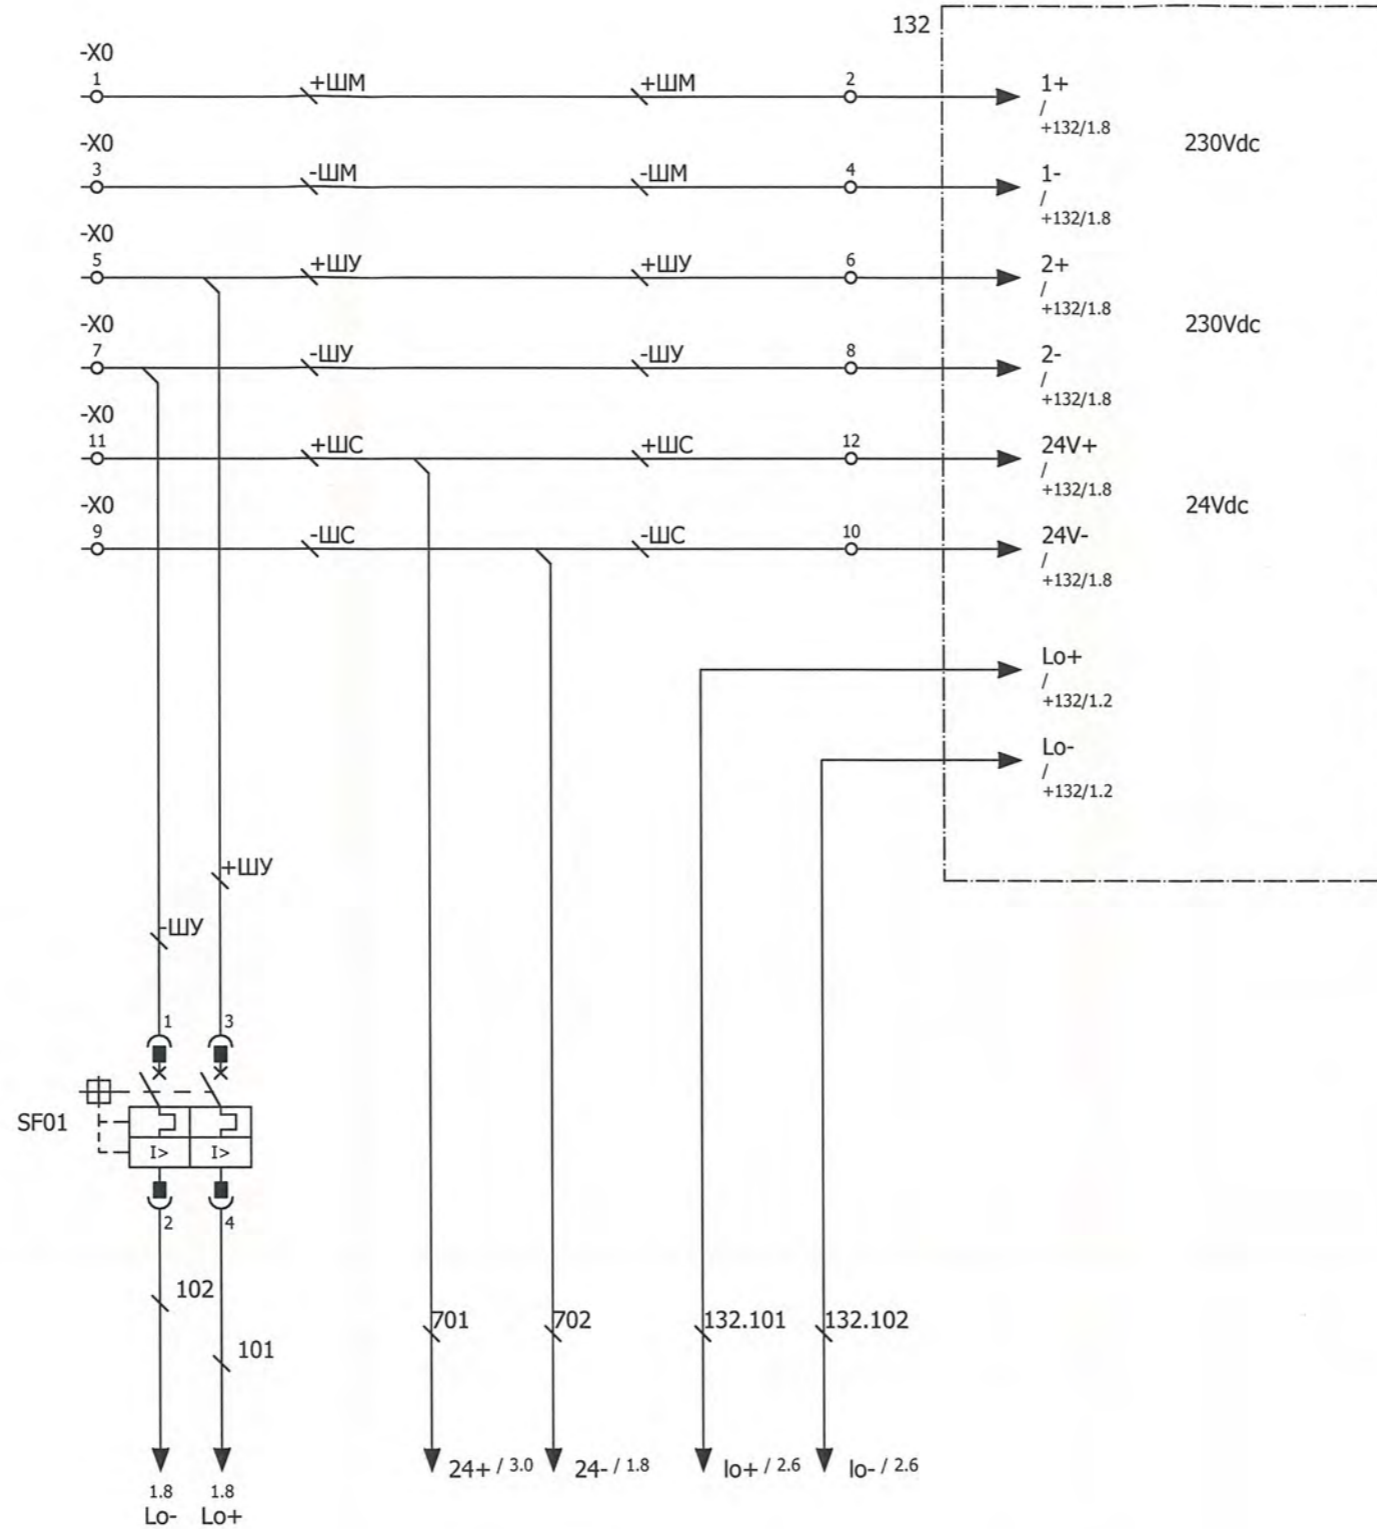 132
-X0
1 +ШМ +ШМ 2 1+
/
+132/1.8
230Vdc
-X0
3 -ШМ -ШМ 4 1-
/
+132/1.8
-X0
5 +ШУ +ШУ 6 2+
/
+132/1.8
230Vdc
-X0
7 -ШУ -ШУ 8 2-
/
+132/1.8
-X0
11 +ШС +ШС 12 24V+
/
+132/1.8
24Vdc
-X0
9 -ШС -ШС 10 24V-
/
+132/1.8
Lo+
/
+132/1.2
Lo-
/
+132/1.2
+ШУ
-ШУ
1 3
SF01
I> I>
2 4
102
701 702 132.101 132.102
101
24+ / 3.0 24- / 1.8 lo+ / 2.6 lo- / 2.6
1.8 1.8
Lo- Lo+